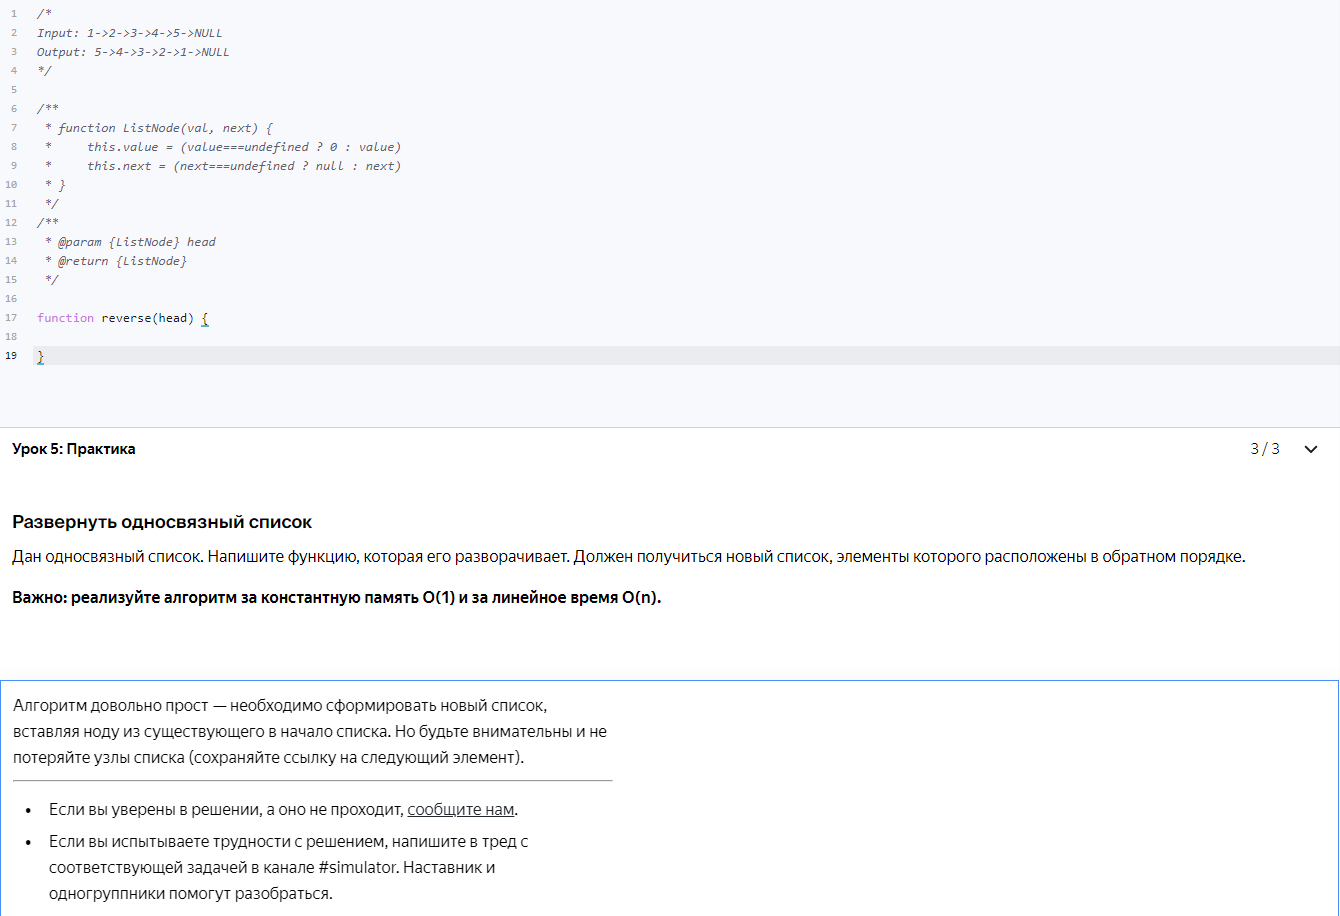 1 /*
2 Input: 1->2->3->4->5->NULL
3 Output: 5->4->3->2->1->NULL
4 */
5
6 /**
7 * function ListNode(val, next) {
8 * this.value = (value===undefined ? 0 : value)
9 * this.next = (next===undefined ? null : next)
10 * }
11 */
12 /**
13 * @param {ListNode} head
14 * @return {ListNode}
15 */
16
17 function reverse(head) {
18
19 }
Урок 5: Практика 3 / 3
Развернуть односвязный список
Дан односвязный список. Напишите функцию, которая его разворачивает. Должен получиться новый список, элементы которого расположены в обратном порядке.
Важно: реализуйте алгоритм за константную память O(1) и за линейное время O(n).
Алгоритм довольно прост — необходимо сформировать новый список,
вставляя ноду из существующего в начало списка. Но будьте внимательны и не
потеряйте узлы списка (сохраняйте ссылку на следующий элемент).
• Если вы уверены в решении, а оно не проходит, сообщите нам.
• Если вы испытываете трудности с решением, напишите в тред с
соответствующей задачей в канале #simulator. Наставник и
одногруппники помогут разобраться.